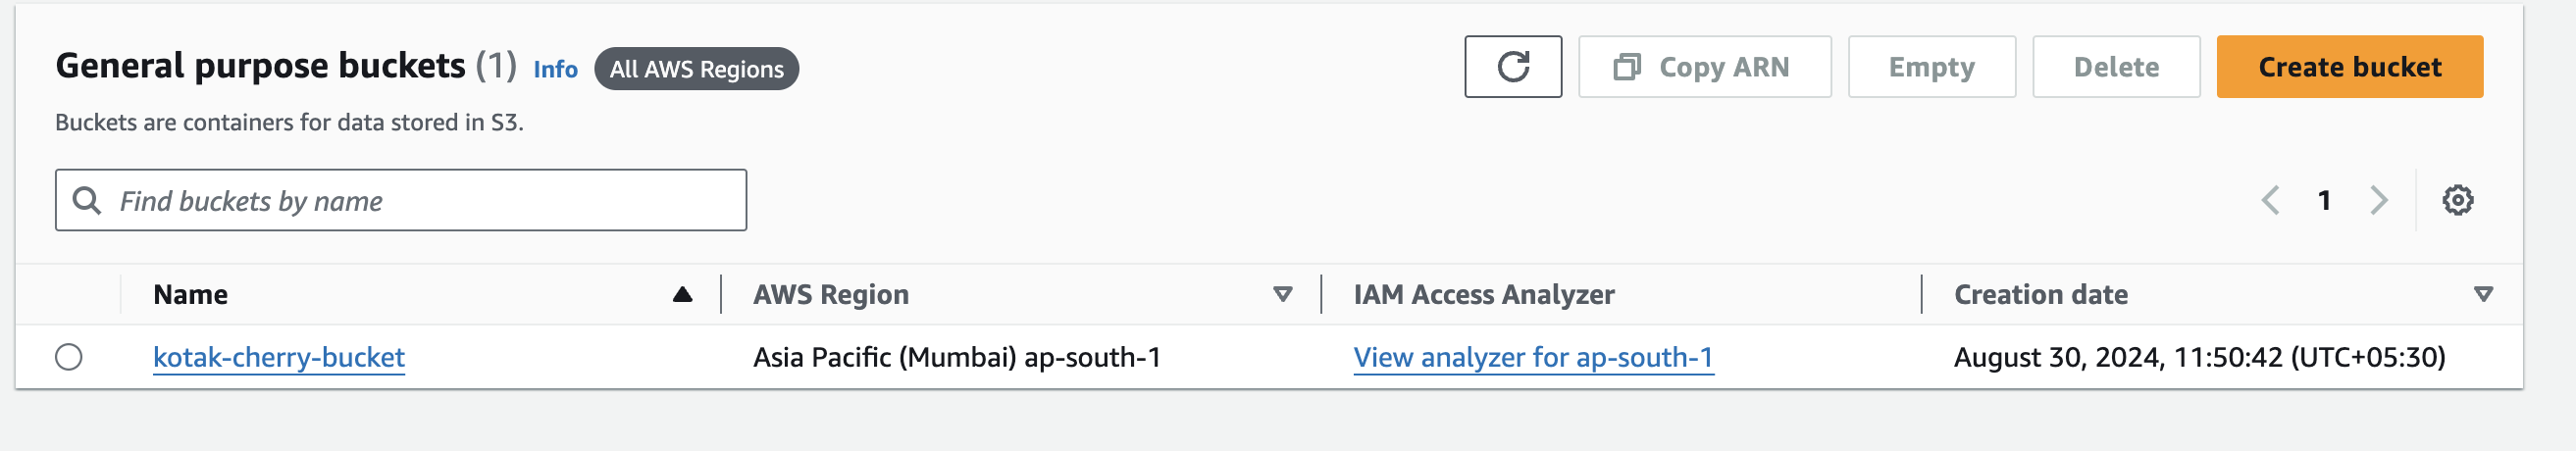 General purpose buckets (1) Info All AWS Regions
Copy ARN Empty Delete Create bucket
Buckets are containers for data stored in S3.
Find buckets by name
1
Name AWS Region IAM Access Analyzer Creation date
kotak-cherry-bucket Asia Pacific (Mumbai) ap-south-1 View analyzer for ap-south-1 August 30, 2024, 11:50:42 (UTC+05:30)